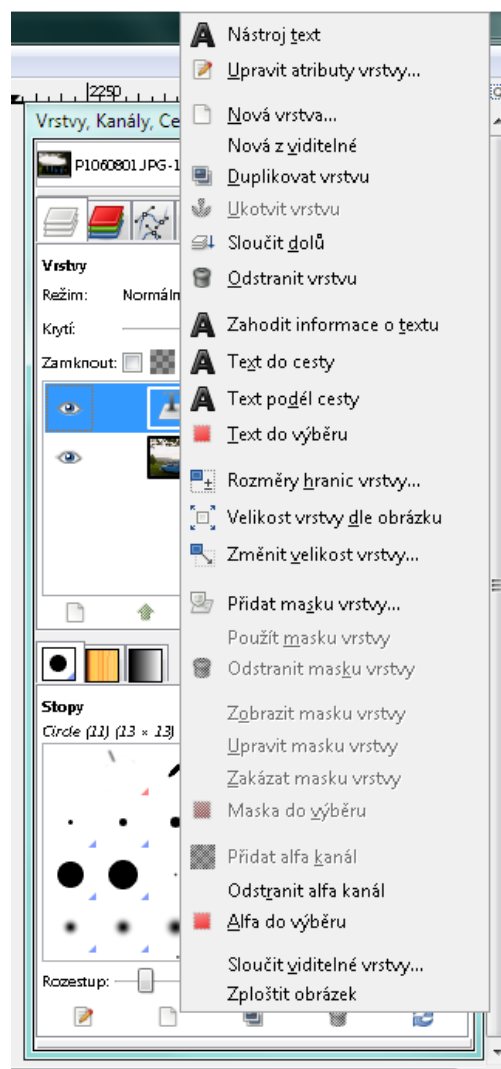 2250
Vrstvy, Kanály, Ce
P1060801.JPG-1
Vrstvy
Režim: Normáln
Krytí:
Zamknout:
Stopy
Circle (11) (13 × 13)
Rozestup:
Nástroj text
Upravit atributy vrstvy...
Nová vrstva...
Nová z viditelné
Duplikovat vrstvu
Ukotvit vrstvu
Sloučit dolů
Odstranit vrstvu
Zahodit informace o textu
Text do cesty
Text podél cesty
Text do výběru
Rozměry hranic vrstvy...
Velikost vrstvy dle obrázku
Změnit velikost vrstvy...
Přidat masku vrstvy...
Použít masku vrstvy
Odstranit masku vrstvy
Zobrazit masku vrstvy
Upravit masku vrstvy
Zakázat masku vrstvy
Maska do výběru
Přidat alfa kanál
Odstranit alfa kanál
Alfa do výběru
Sloučit viditelné vrstvy...
Zploštit obrázek